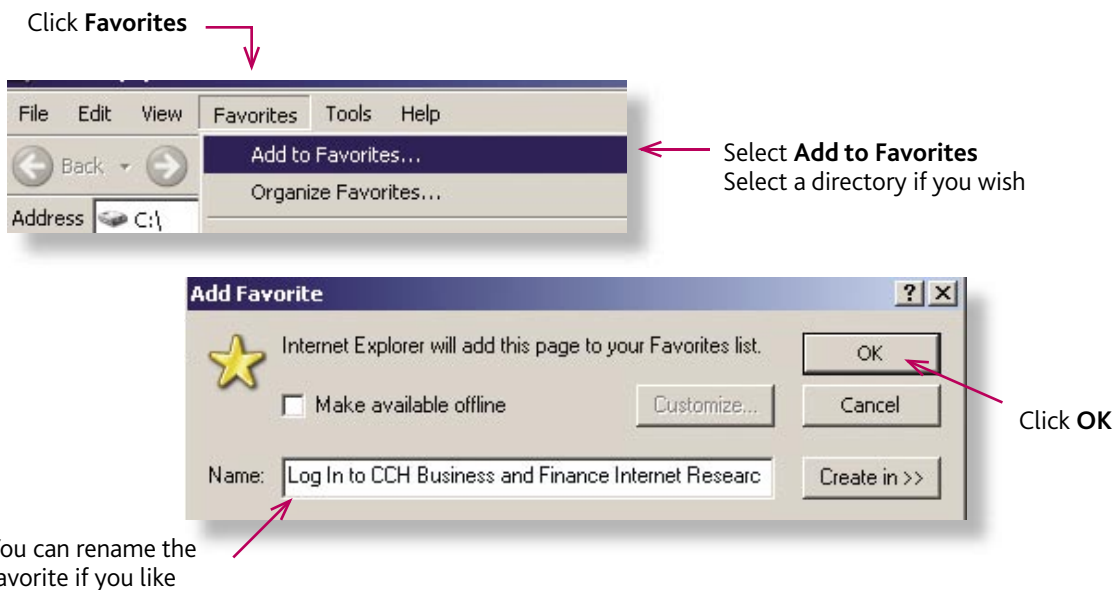 Click Favorites
File Edit View Favorites Tools Help
Back
Add to Favorites...
Organize Favorites...
Address C:\
Select Add to Favorites
Select a directory if you wish
Add Favorite
Internet Explorer will add this page to your Favorites list.
OK
Make available offline
Customize...
Cancel
Click OK
Name: Log In to CCH Business and Finance Internet Researc
Create in >>
ou can rename the
avorite if you like